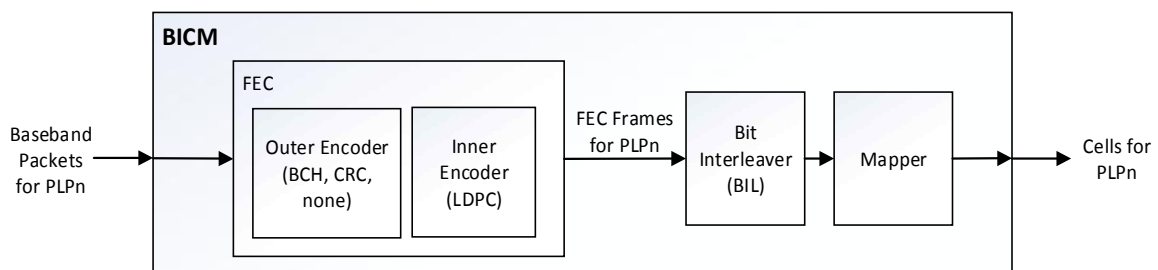 BICM
FEC
Baseband
Packets
for PLPn
Outer Encoder
(BCH, CRC,
none)
Inner
Encoder
(LDPC)
FEC Frames
for PLPn
Bit
Interleaver
(BIL)
Mapper
Cells for
PLPn